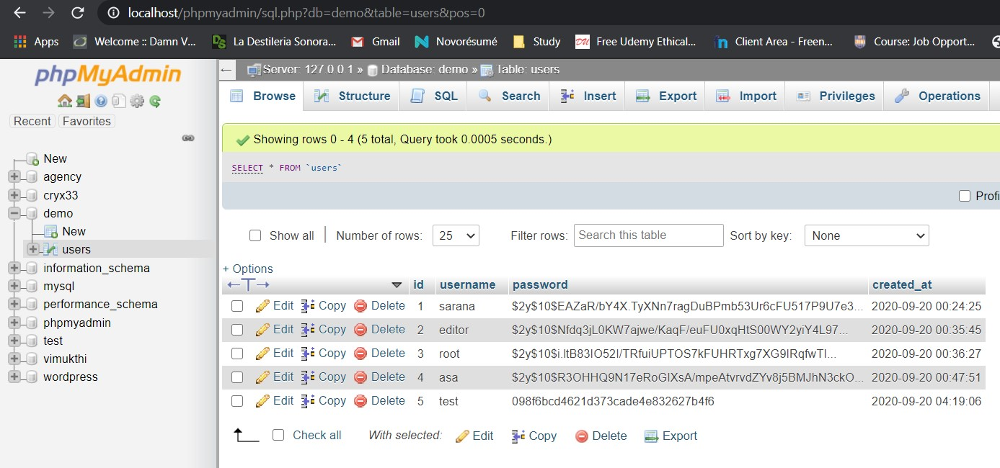 localhost/phpmyadmin/sql.php?db=demo&table=users&pos=0
Apps Welcome :: Damn V... La Destileria Sonora... Gmail Novorésumé Study Free Udemy Ethical... Client Area - Freen... Course: Job Opport...
phpMyAdmin
Recent Favorites
New
agency
cryx33
demo
New
users
information_schema
mysql
performance_schema
phpmyadmin
test
vimukthi
wordpress
Server: 127.0.0.1 » Database: demo » Table: users
Browse Structure SQL Search Insert Export Import Privileges Operations
Showing rows 0 - 4 (5 total, Query took 0.0005 seconds.)
SELECT * FROM `users`
Profi
Show all Number of rows: 25 Filter rows: Search this table Sort by key: None
+ Options
id username password created_at
Edit Copy Delete 1 sarana $2y$10$EAZaR/bY4X.TyXNn7ragDuBPmb53Ur6cFU517P9U7e3... 2020-09-20 00:24:25
Edit Copy Delete 2 editor $2y$10$Nfdq3jL0KW7ajwe/KaqF/euFU0xqHtS00WY2yiY4L97... 2020-09-20 00:35:45
Edit Copy Delete 3 root 2020-09-20 00:36:27
Edit Copy Delete 4 asa 2020-09-20 00:47:51
Edit Copy Delete 5 test 098f6bcd4621d373cade4e832627b4f6 2020-09-20 04:19:06
Check all With selected: Edit Copy Delete Export